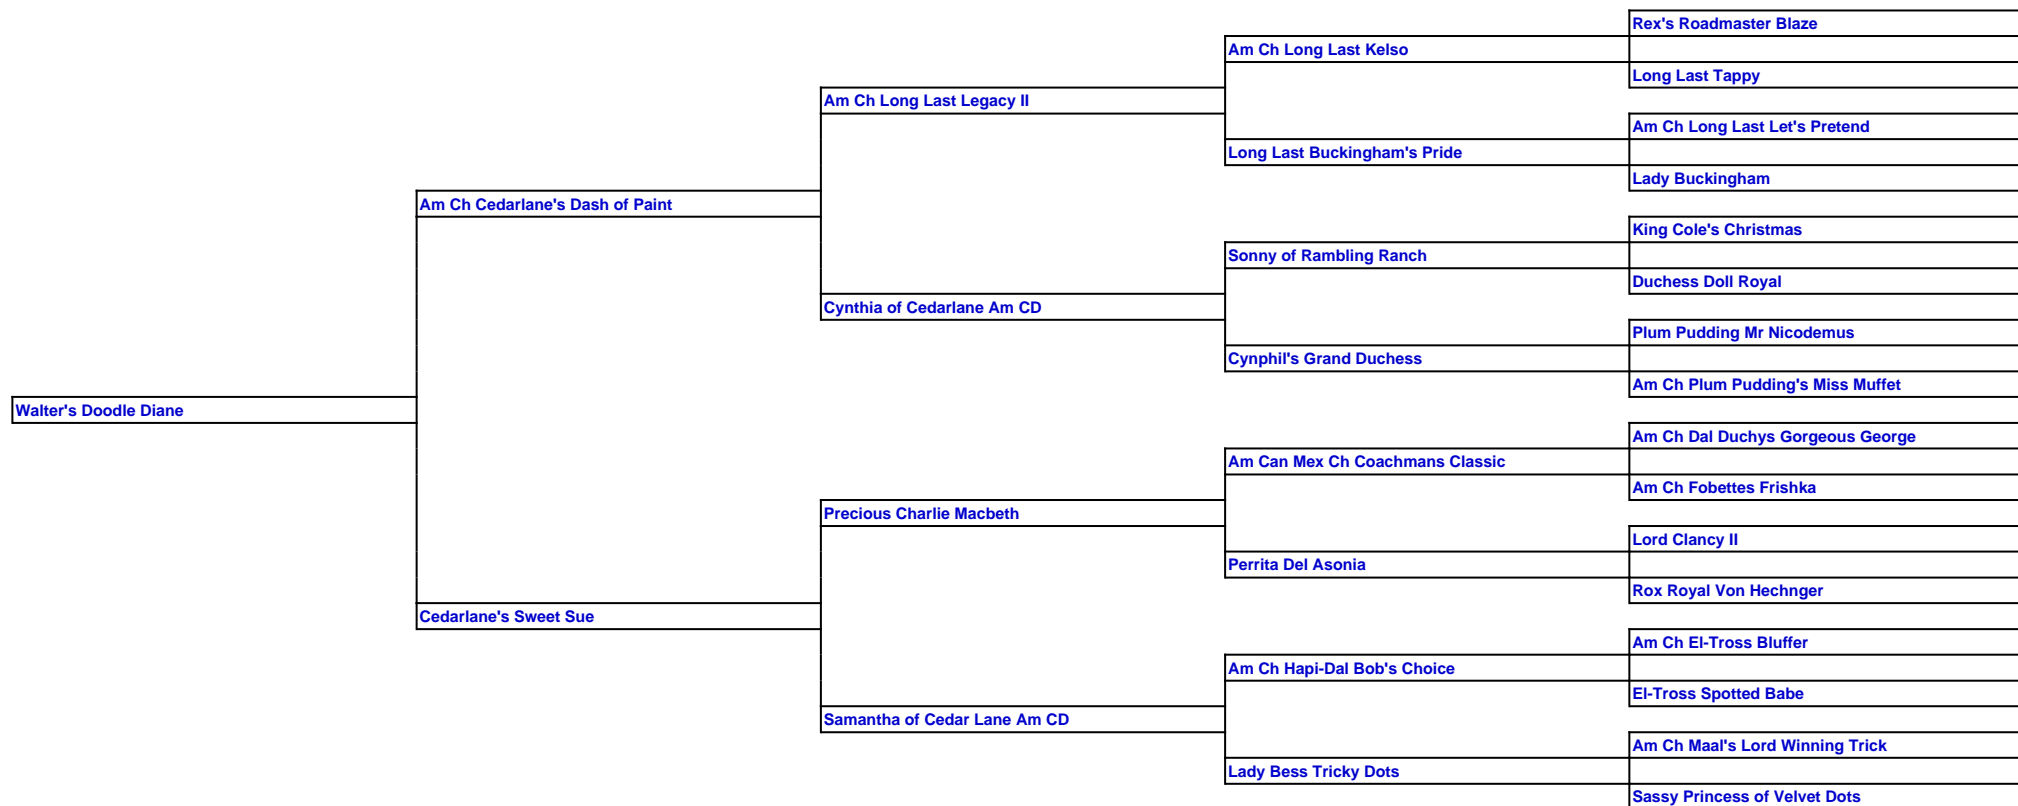 Rex's Roadmaster Blaze
Am Ch Long Last Kelso
Long Last Tappy
Am Ch Long Last Legacy II
Am Ch Long Last Let's Pretend
Long Last Buckingham's Pride
Lady Buckingham
Am Ch Cedarlane's Dash of Paint
King Cole's Christmas
Sonny of Rambling Ranch
Duchess Doll Royal
Cynthia of Cedarlane Am CD
Plum Pudding Mr Nicodemus
Cynphil's Grand Duchess
Am Ch Plum Pudding's Miss Muffet
Walter's Doodle Diane
Am Ch Dal Duchys Gorgeous George
Am Can Mex Ch Coachmans Classic
Am Ch Fobettes Frishka
Precious Charlie Macbeth
Lord Clancy II
Perrita Del Asonia
Rox Royal Von Hechnger
Cedarlane's Sweet Sue
Am Ch El-Tross Bluffer
Am Ch Hapi-Dal Bob's Choice
El-Tross Spotted Babe
Samantha of Cedar Lane Am CD
Am Ch Maal's Lord Winning Trick
Lady Bess Tricky Dots
Sassy Princess of Velvet Dots